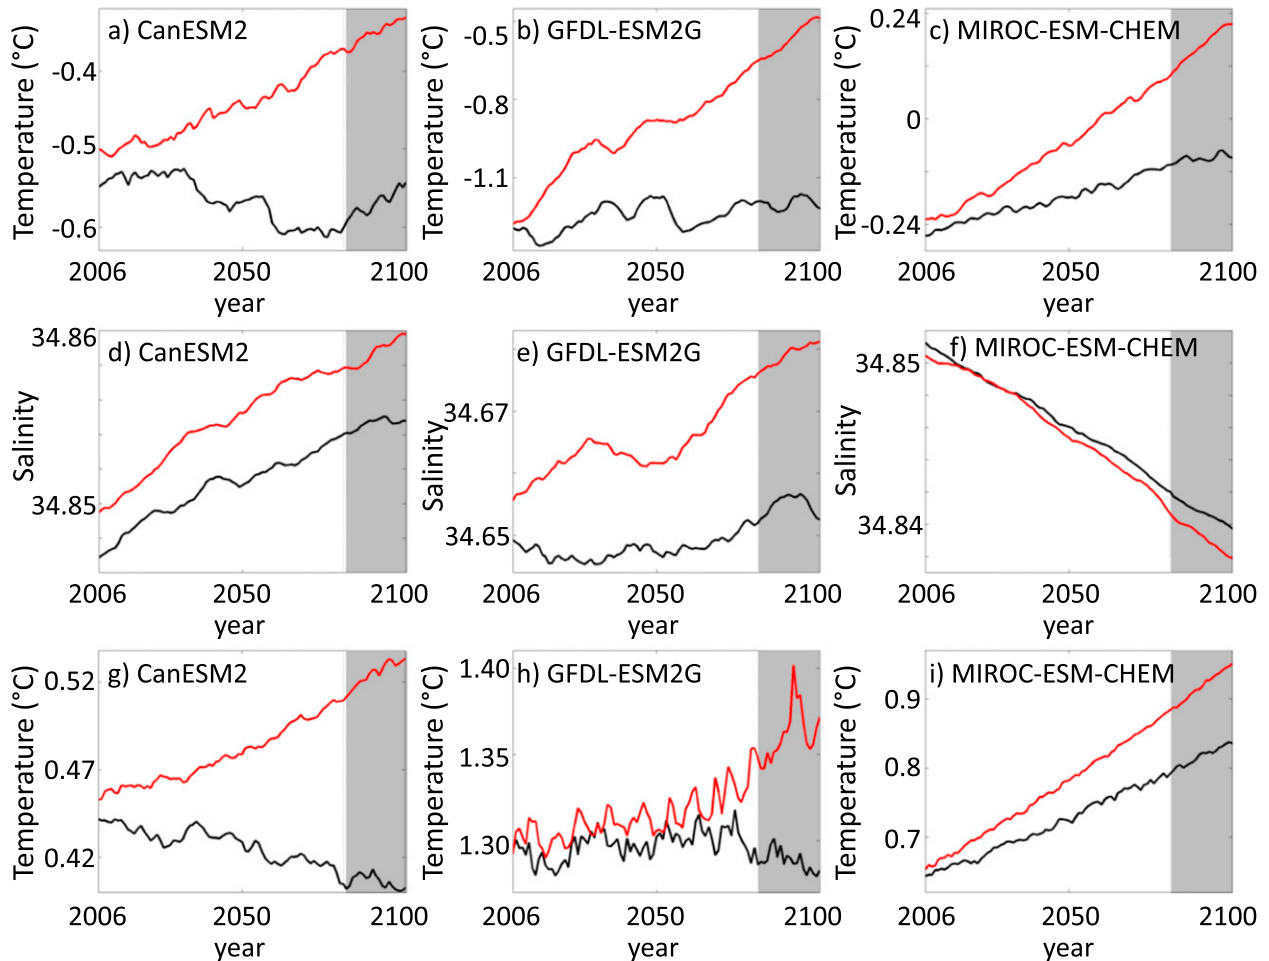 a) CanESM2
Temperature (°C)
-0.4
-0.5
-0.6
2006 2050 2100
year
b) GFDL-ESM2G
Temperature (°C)
-0.5
-0.8
-1.1
2006 2050 2100
year
c) MIROC-ESM-CHEM
Temperature (°C)
0.24
0
-0.24
2006 2050 2100
year
d) CanESM2
Salinity
34.86
34.85
2006 2050 2100
year
e) GFDL-ESM2G
Salinity
34.67
34.65
2006 2050 2100
year
f) MIROC-ESM-CHEM
Salinity
34.85
34.84
2006 2050 2100
year
g) CanESM2
Temperature (°C)
0.52
0.47
0.42
2006 2050 2100
year
h) GFDL-ESM2G
Temperature (°C)
1.40
1.35
1.30
2006 2050 2100
year
i) MIROC-ESM-CHEM
Temperature (°C)
0.9
0.8
0.7
2006 2050 2100
year